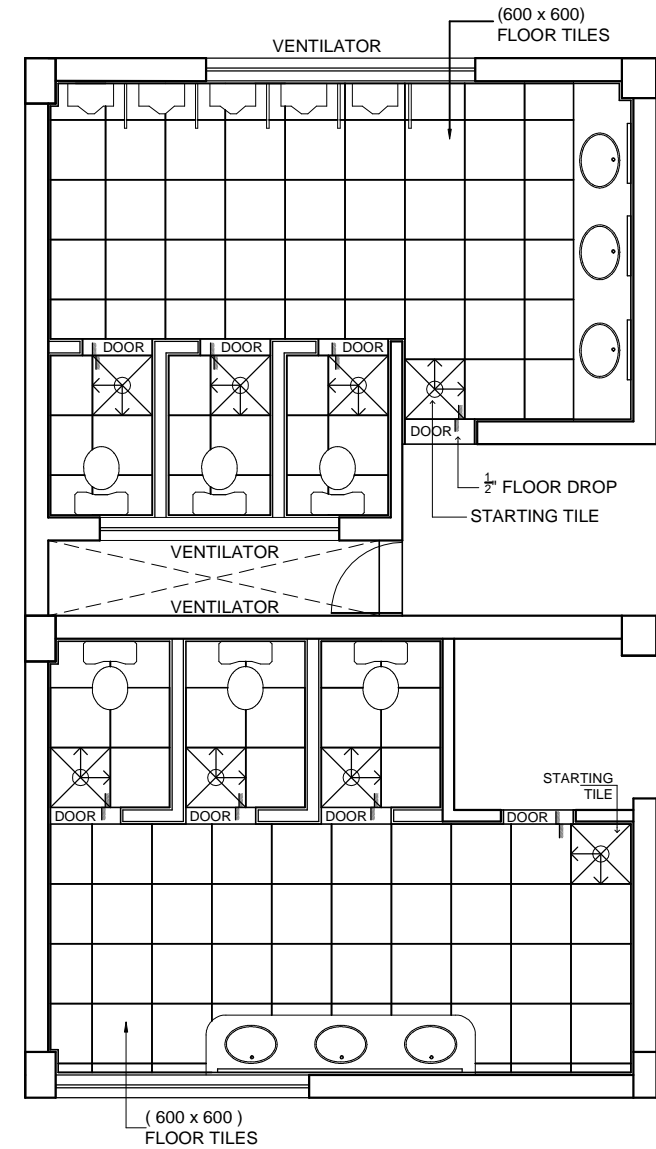 (600 x 600)
FLOOR TILES
VENTILATOR
DOOR
DOOR
DOOR
DOOR
½" FLOOR DROP
STARTING TILE
VENTILATOR
VENTILATOR
STARTING
TILE
DOOR
DOOR
DOOR
DOOR
( 600 x 600 )
FLOOR TILES